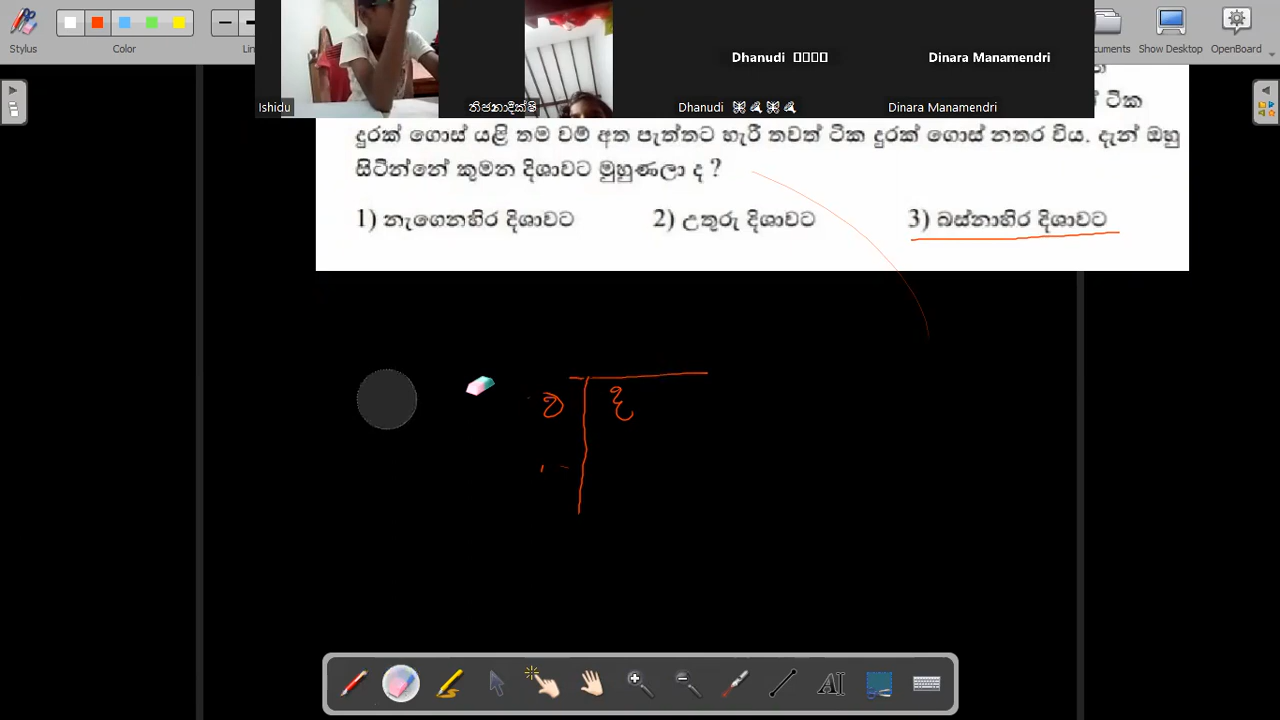 Stylus
Color
Ishidu
Dhanudi
Dinara Manamendri
Dhanudi
Dinara Manamendri
Show Desktop
OpenBoard
ටික
දුරක් ගොස් යළි තම වම් අත පැත්තට හැරී තවත් ටික දුරක් ගොස් නතර විය. දැන් ඔහු
සිටින්නේ කුමන දිශාවට මුහුණලා ද ?
1) නැගෙනහිර දිශාවට 2) උතුරු දිශාවට 3) බස්නාහිර දිශාවට
ව ද